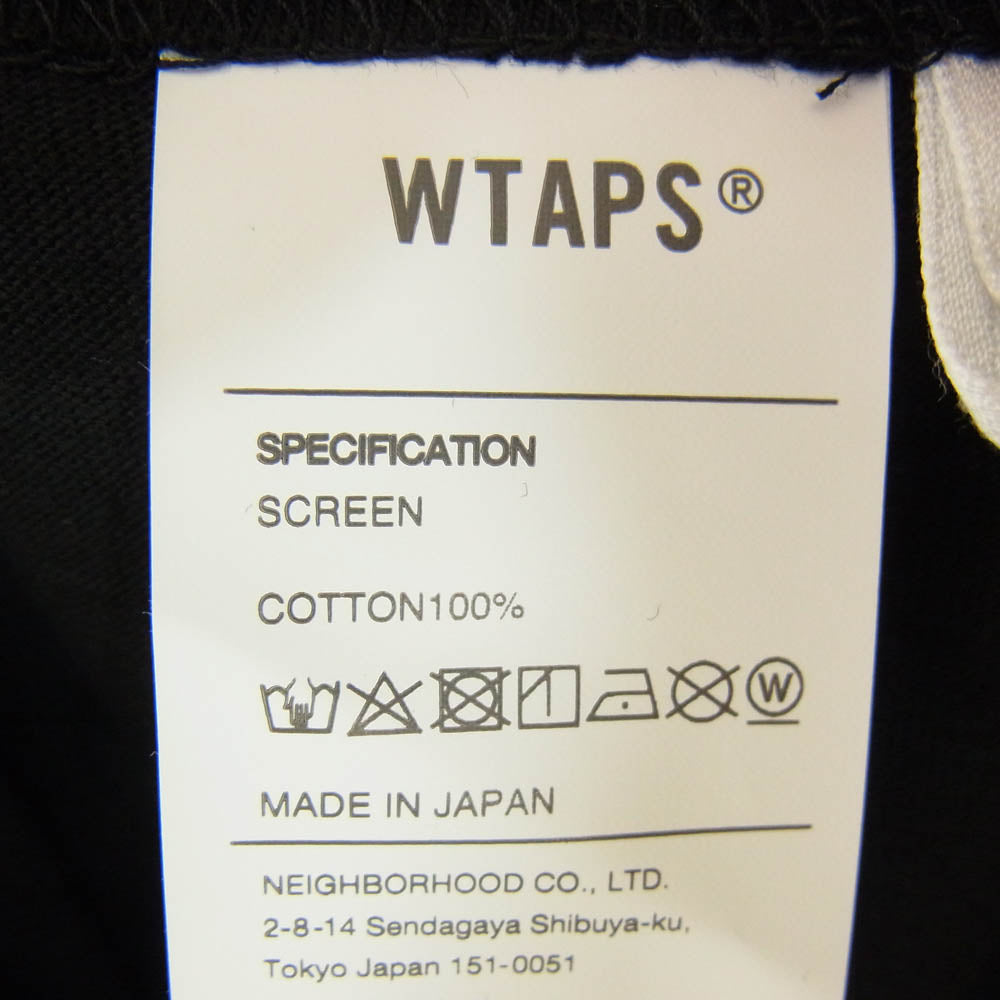 WTAPS®
SPECIFICATION
SCREEN
COTTON100%
W
MADE IN JAPAN
NEIGHBORHOOD CO., LTD.
2-8-14 Sendagaya Shibuya-ku,
Tokyo Japan 151-0051